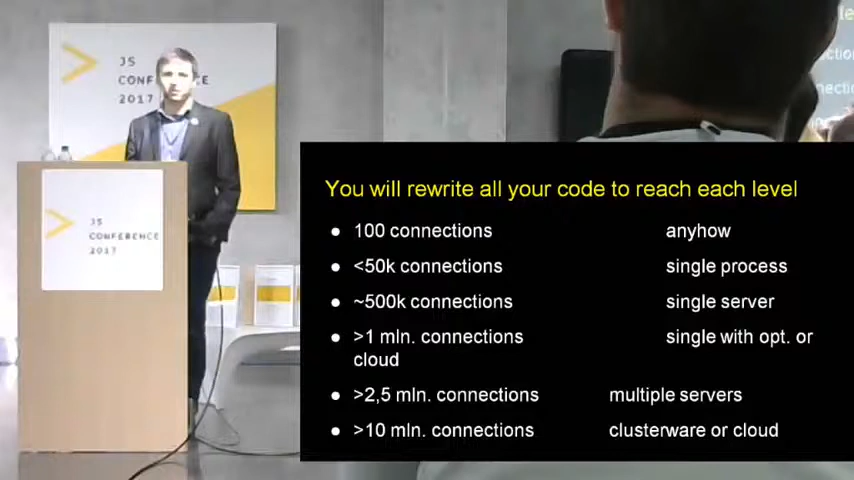 JS
CONFE
CE
2017
JS
CONFERENCE
2017
You will rewrite all your code to reach each level
● 100 connections anyhow
● <50k connections single process
● ~500k connections single server
● >1 mln. connections single with opt. or
cloud
● >2,5 mln. connections multiple servers
● >10 mln. connections clusterware or cloud